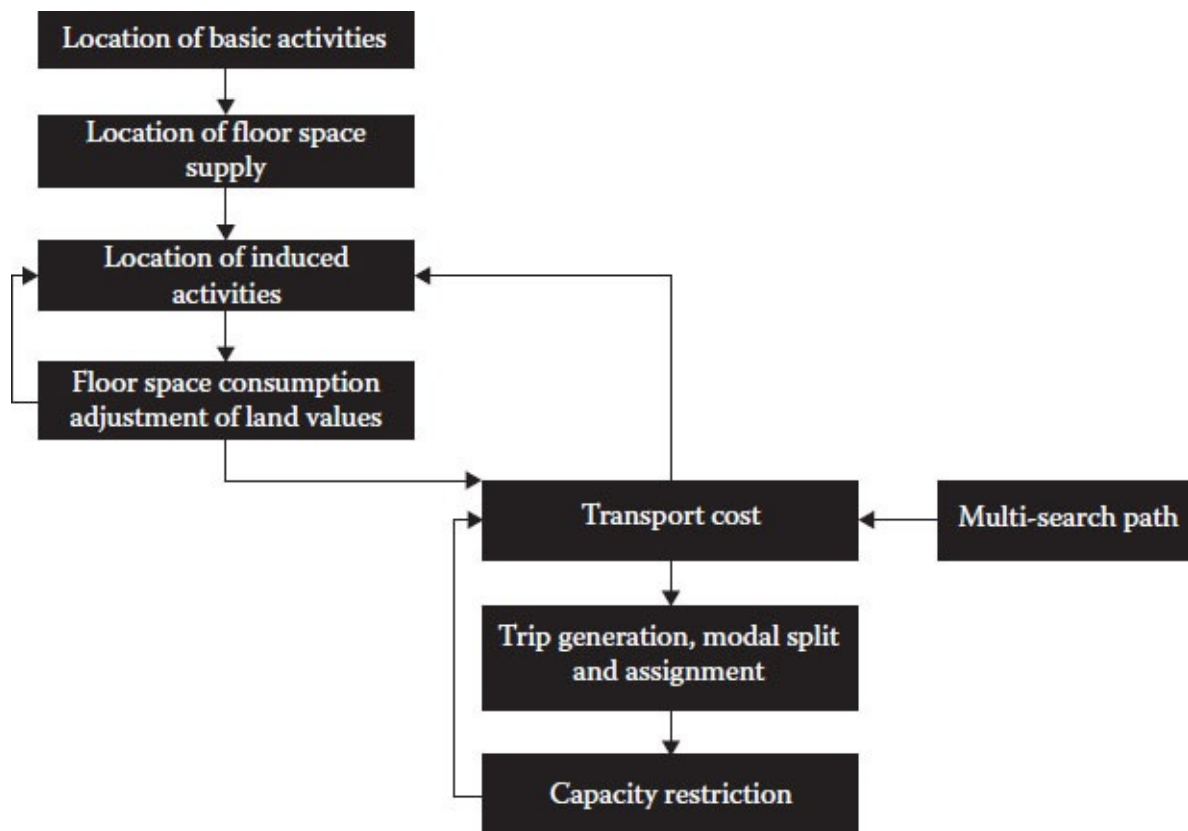 Location of basic activities
Location of floor space
supply
Location of induced
activities
Floor space consumption
adjustment of land values
Transport cost
Multi-search path
Trip generation, modal split
and assignment
Capacity restriction